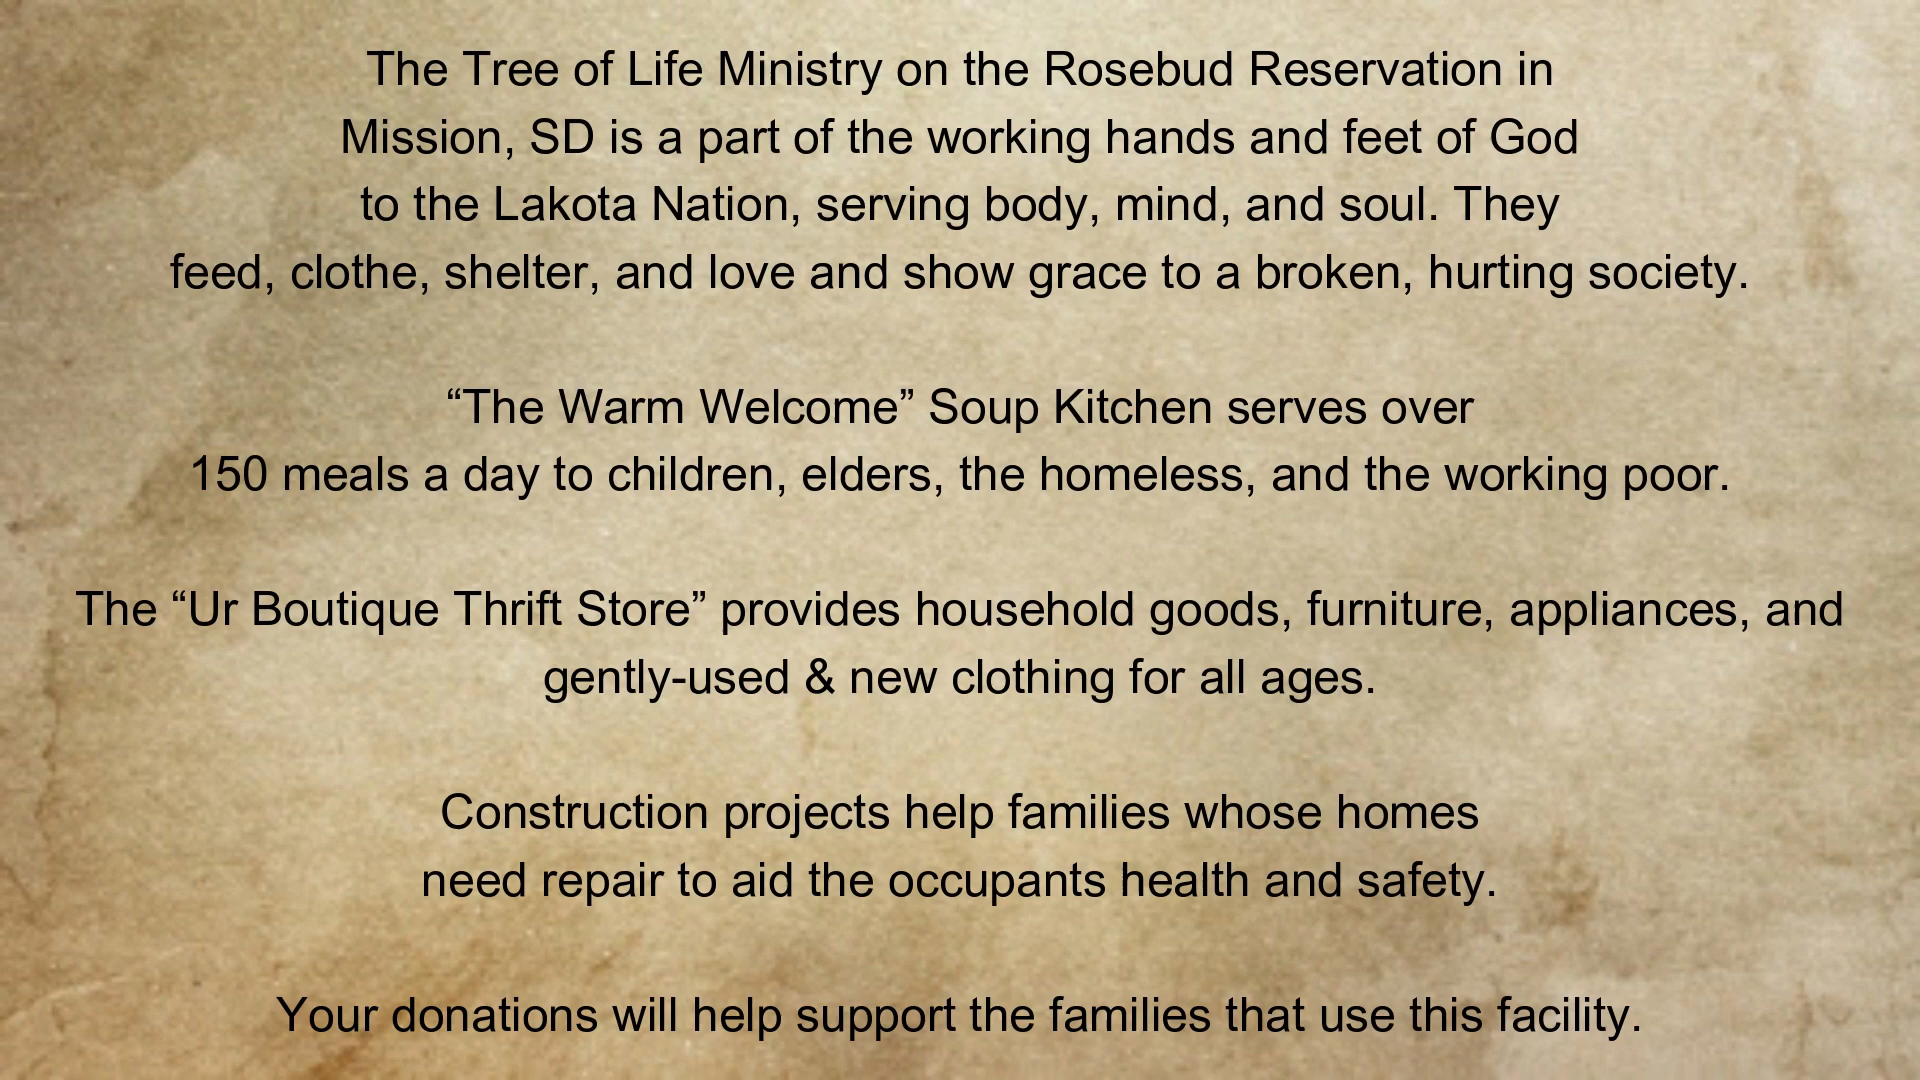 The Tree of Life Ministry on the Rosebud Reservation in
Mission, SD is a part of the working hands and feet of God
to the Lakota Nation, serving body, mind, and soul. They
feed, clothe, shelter, and love and show grace to a broken, hurting society.
“The Warm Welcome” Soup Kitchen serves over
150 meals a day to children, elders, the homeless, and the working poor.
The “Ur Boutique Thrift Store” provides household goods, furniture, appliances, and
gently-used & new clothing for all ages.
Construction projects help families whose homes
need repair to aid the occupants health and safety.
Your donations will help support the families that use this facility.